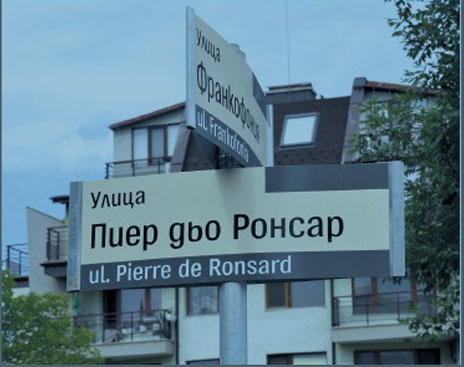 Улица
Франкофония
ul. Frankofonia
Улица
Пиер дьо Ронсар
ul. Pierre de Ronsard